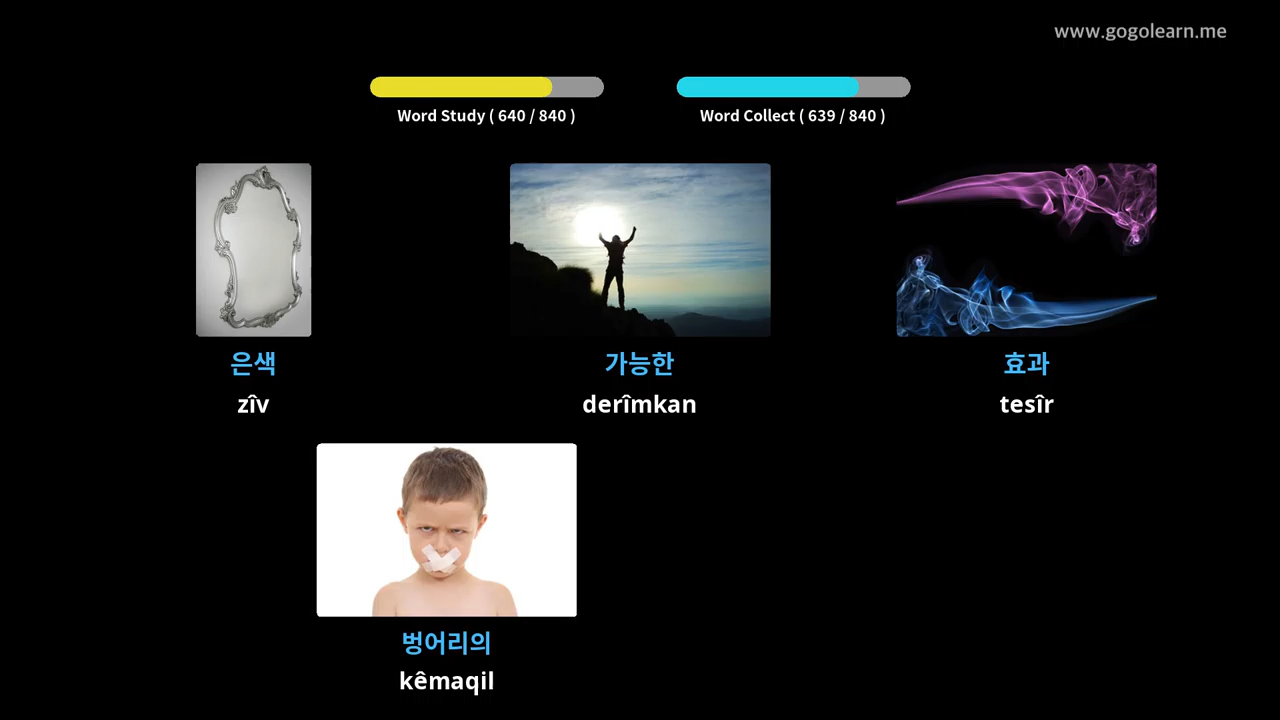 www.gogolearn.me
Word Study ( 640 / 840 )
Word Collect ( 639 / 840 )
은색
zîv
가능한
derîmkan
효과
tesîr
벙어리의
kêmaqil